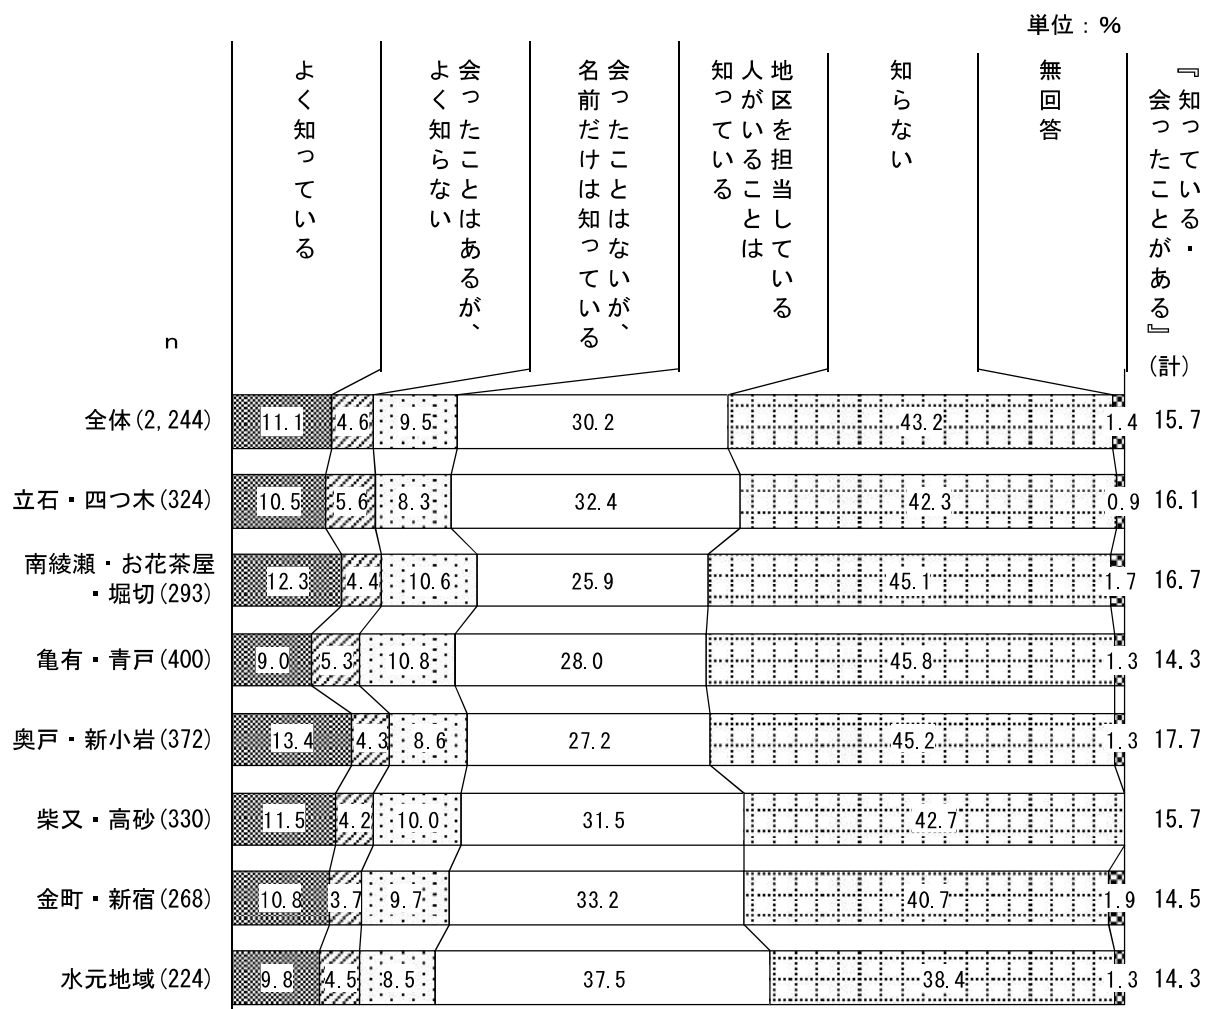 単位：％
よく知っている
会ったことはあるが、
よく知らない
会ったことはないが、
名前だけは知っている
地区を担当している
人がいることは
知っている
知らない
無回答
『知っている・
会ったことがある』
(計)
n
全体(2,244) 11.1 4.6 9.5 30.2 43.2 1.4 15.7
立石・四つ木(324) 10.5 5.6 8.3 32.4 42.3 0.9 16.1
南綾瀬・お花茶屋
・堀切(293) 12.3 4.4 10.6 25.9 45.1 1.7 16.7
亀有・青戸(400) 9.0 5.3 10.8 28.0 45.8 1.3 14.3
奥戸・新小岩(372) 13.4 4.3 8.6 27.2 45.2 1.3 17.7
柴又・高砂(330) 11.5 4.2 10.0 31.5 42.7 15.7
金町・新宿(268) 10.8 3.7 9.7 33.2 40.7 1.9 14.5
水元地域(224) 9.8 4.5 8.5 37.5 38.4 1.3 14.3